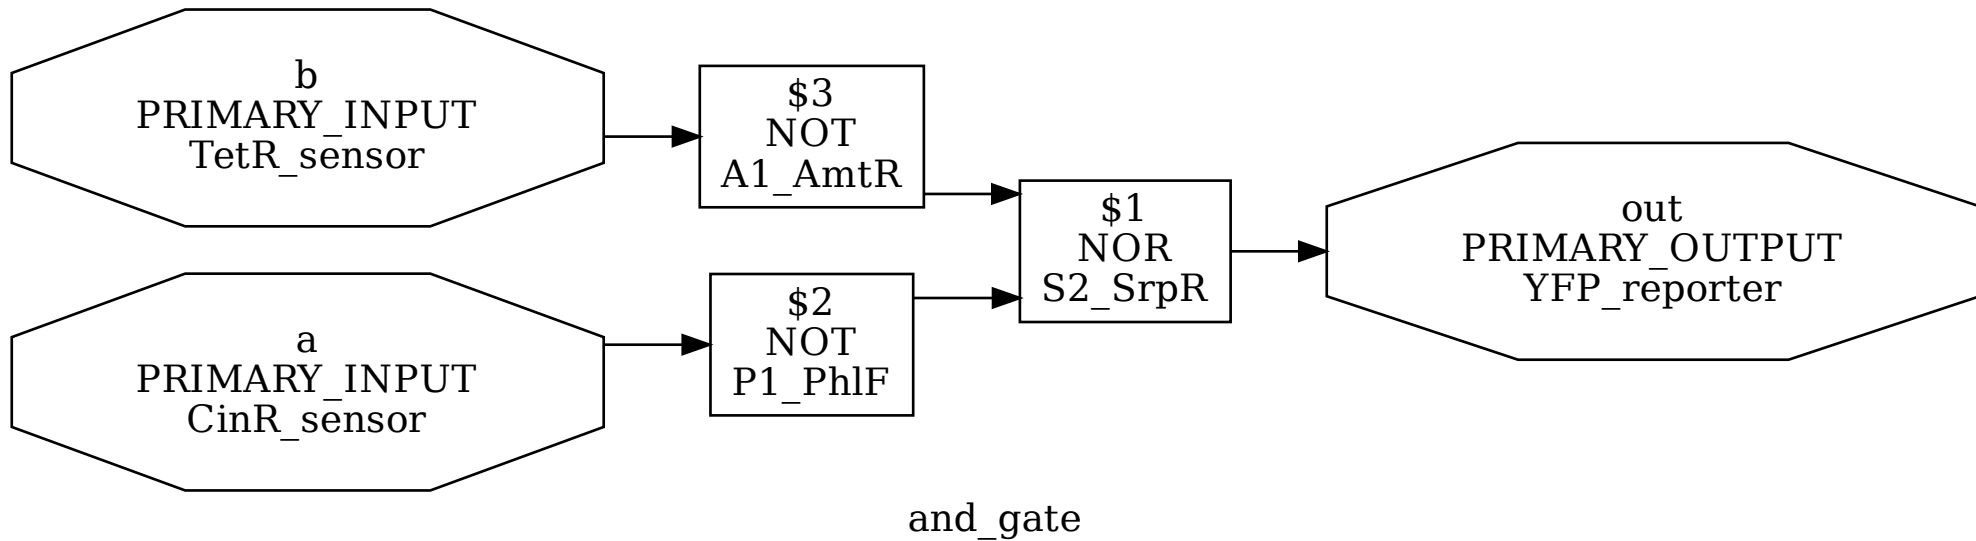 b
PRIMARY_INPUT
TetR_sensor
$3
NOT
A1_AmtR
a
PRIMARY_INPUT
CinR_sensor
$2
NOT
P1_PhlF
$1
NOR
S2_SrpR
out
PRIMARY_OUTPUT
YFP_reporter
and_gate